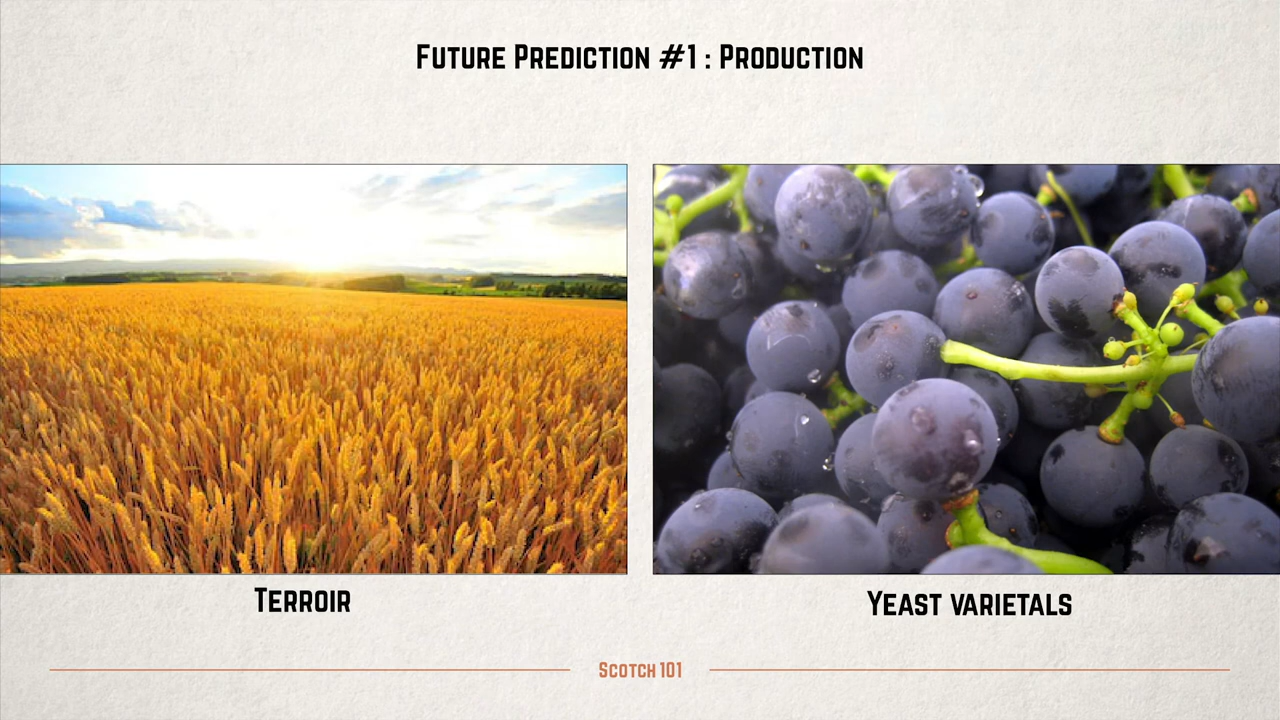 Future Prediction #1 : Production
Terroir
Yeast varietals
Scotch 101